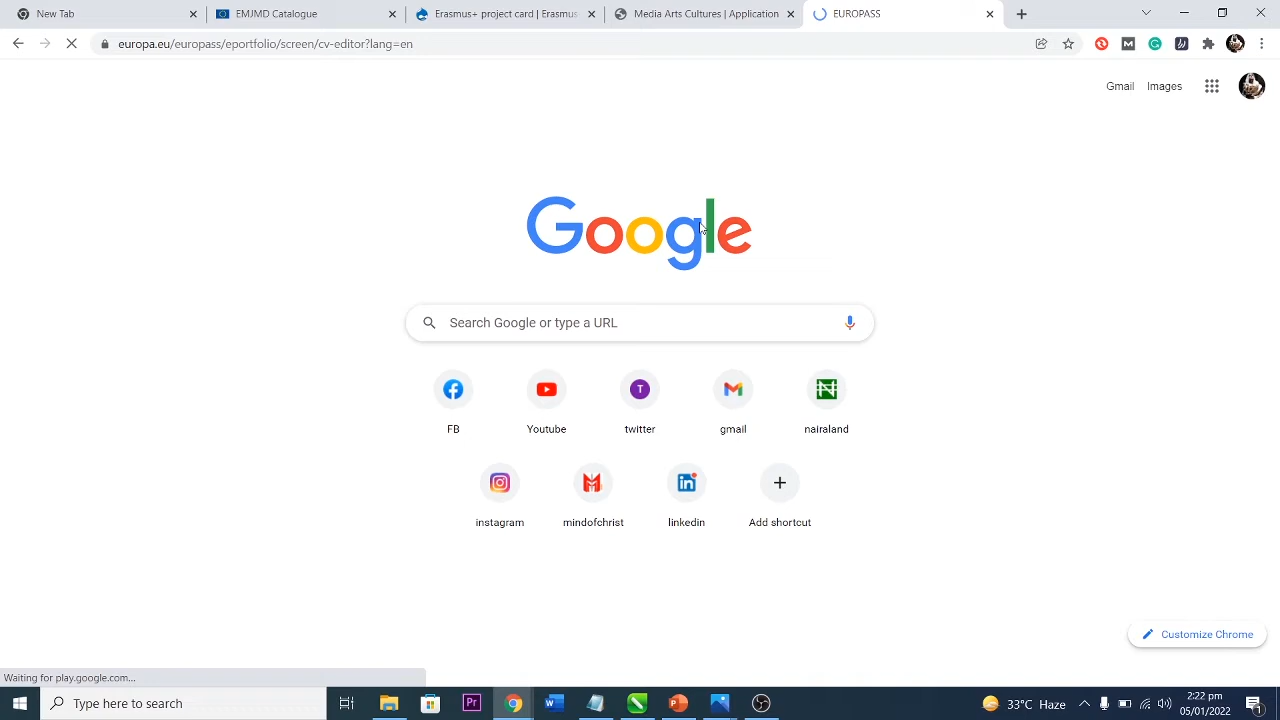 New Tab
EMJMD Catalogue
Erasmus+ project card | Erasmus
Media Arts Cultures | Application
EUROPASS
europa.eu/europass/eportfolio/screen/cv-editor?lang=en
Gmail
Images
Google
Search Google or type a URL
FB
Youtube
twitter
gmail
nairaland
instagram
mindofchrist
linkedin
Add shortcut
Customize Chrome
Waiting for play.google.com...
Type here to search
33°C Haze
2:22 pm
05/01/2022